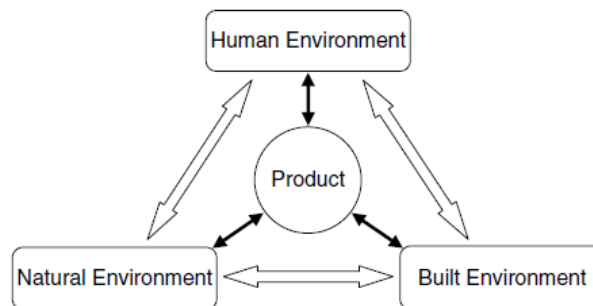 Human Environment
Product
Natural Environment
Built Environment